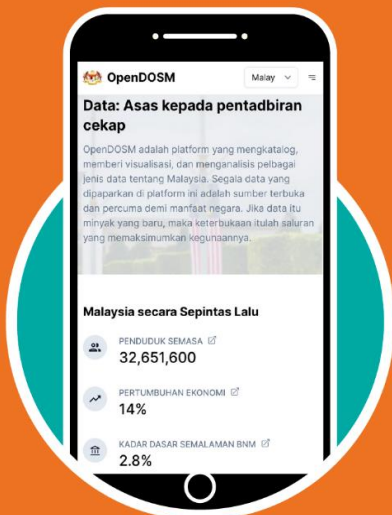 OpenDOSM
Malay
Data: Asas kepada pentadbiran
cekap
OpenDOSM adalah platform yang mengkatalog,
memberi visualisasi, dan menganalisis pelbagai
jenis data tentang Malaysia. Segala data yang
dipaparkan di platform ini adalah sumber terbuka
dan percuma demi manfaat negara. Jika data itu
minyak yang baru, maka keterbukaan itulah saluran
yang memaksimumkan kegunaannya.
Malaysia secara Sepintas Lalu
PENDUDUK SEMASA
32,651,600
PERTUMBUHAN EKONOMI
14%
KADAR DASAR SEMALAMAN BNM
2.8%